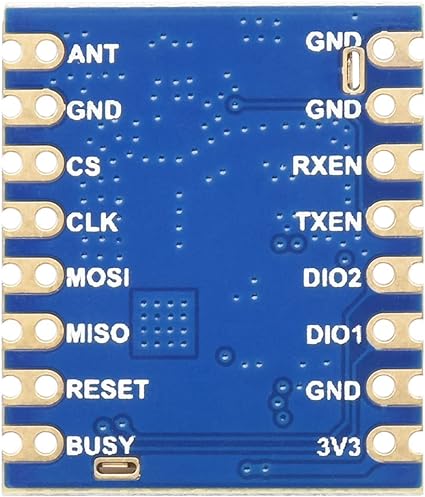 ANT GND
GND GND
CS RXEN
CLK TXEN
MOSI DIO2
MISO DIO1
RESET GND
BUSY 3V3